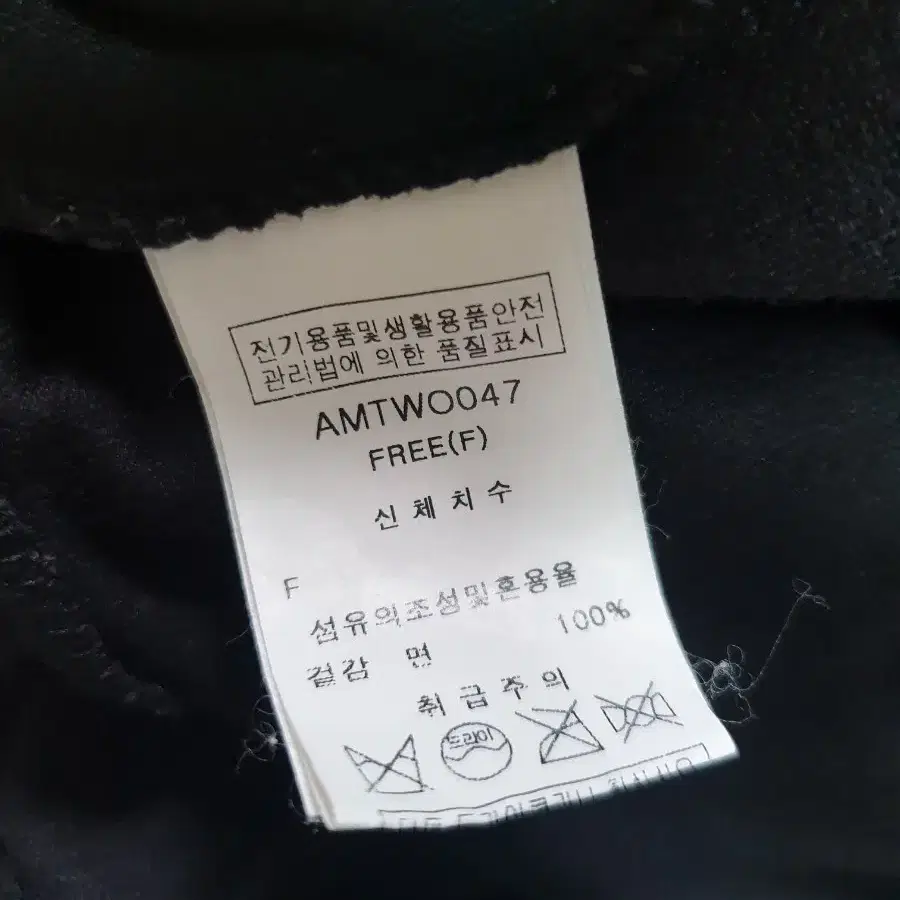 전기용품및생활용품안전
관리법에 의한 품질표시
AMTW0047
FREE(F)
신체치수
F
섬유의조성및혼용율
겉감 면 100%
취급주의
드라이